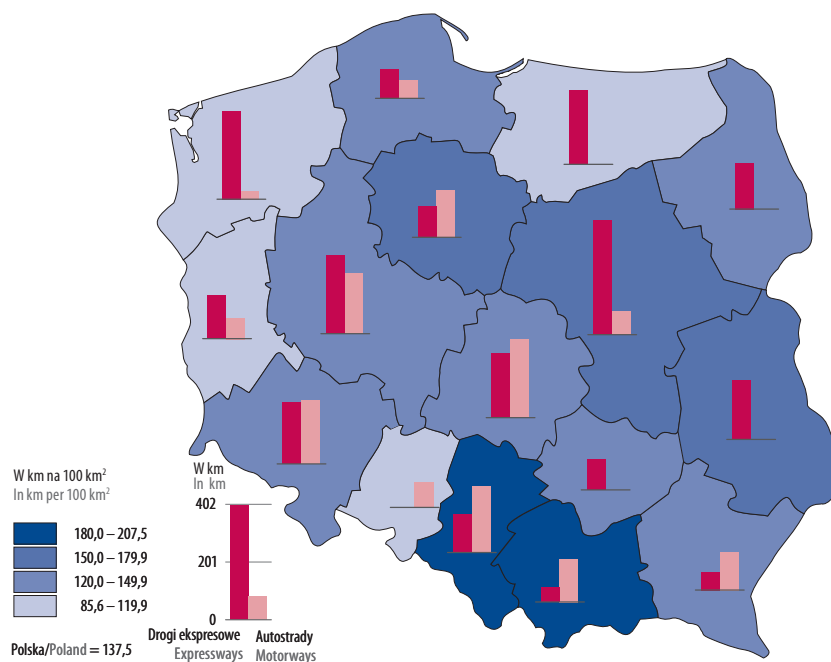 W km na 100 km²
In km per 100 km²
180,0 – 207,5
150,0 – 179,9
120,0 – 149,9
85,6 – 119,9
Polska/Poland = 137,5
W km
In km
402
201
0
Drogi ekspresowe
Expressways
Autostrady
Motorways